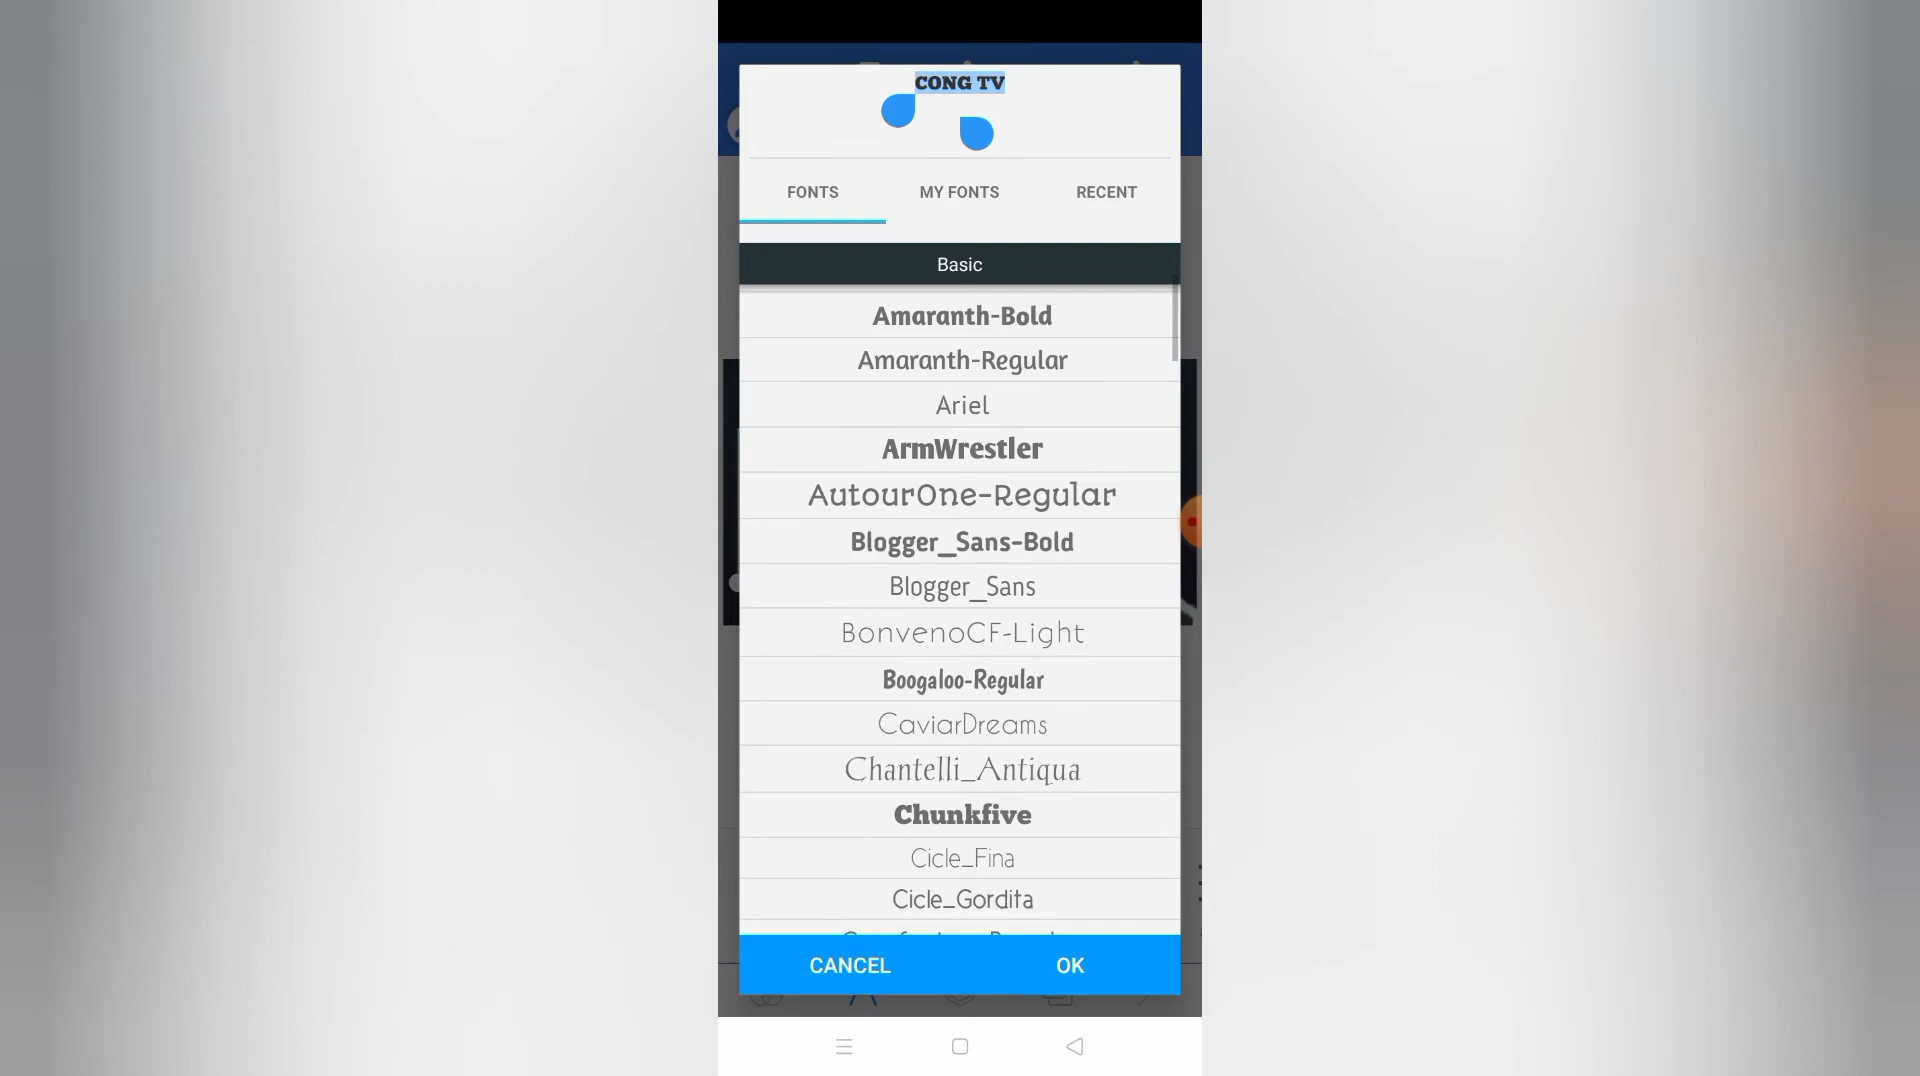 CONG TV
FONTS
MY FONTS
RECENT
Basic
Amaranth-Bold
Amaranth-Regular
Ariel
ArmWrestler
AutourOne-Regular
Blogger_Sans-Bold
Blogger_Sans
BonvenoCF-Light
Boogaloo-Regular
CaviarDreams
Chantelli_Antiqua
Chunkfive
Cicle_Fina
Cicle_Gordita
CANCEL
OK